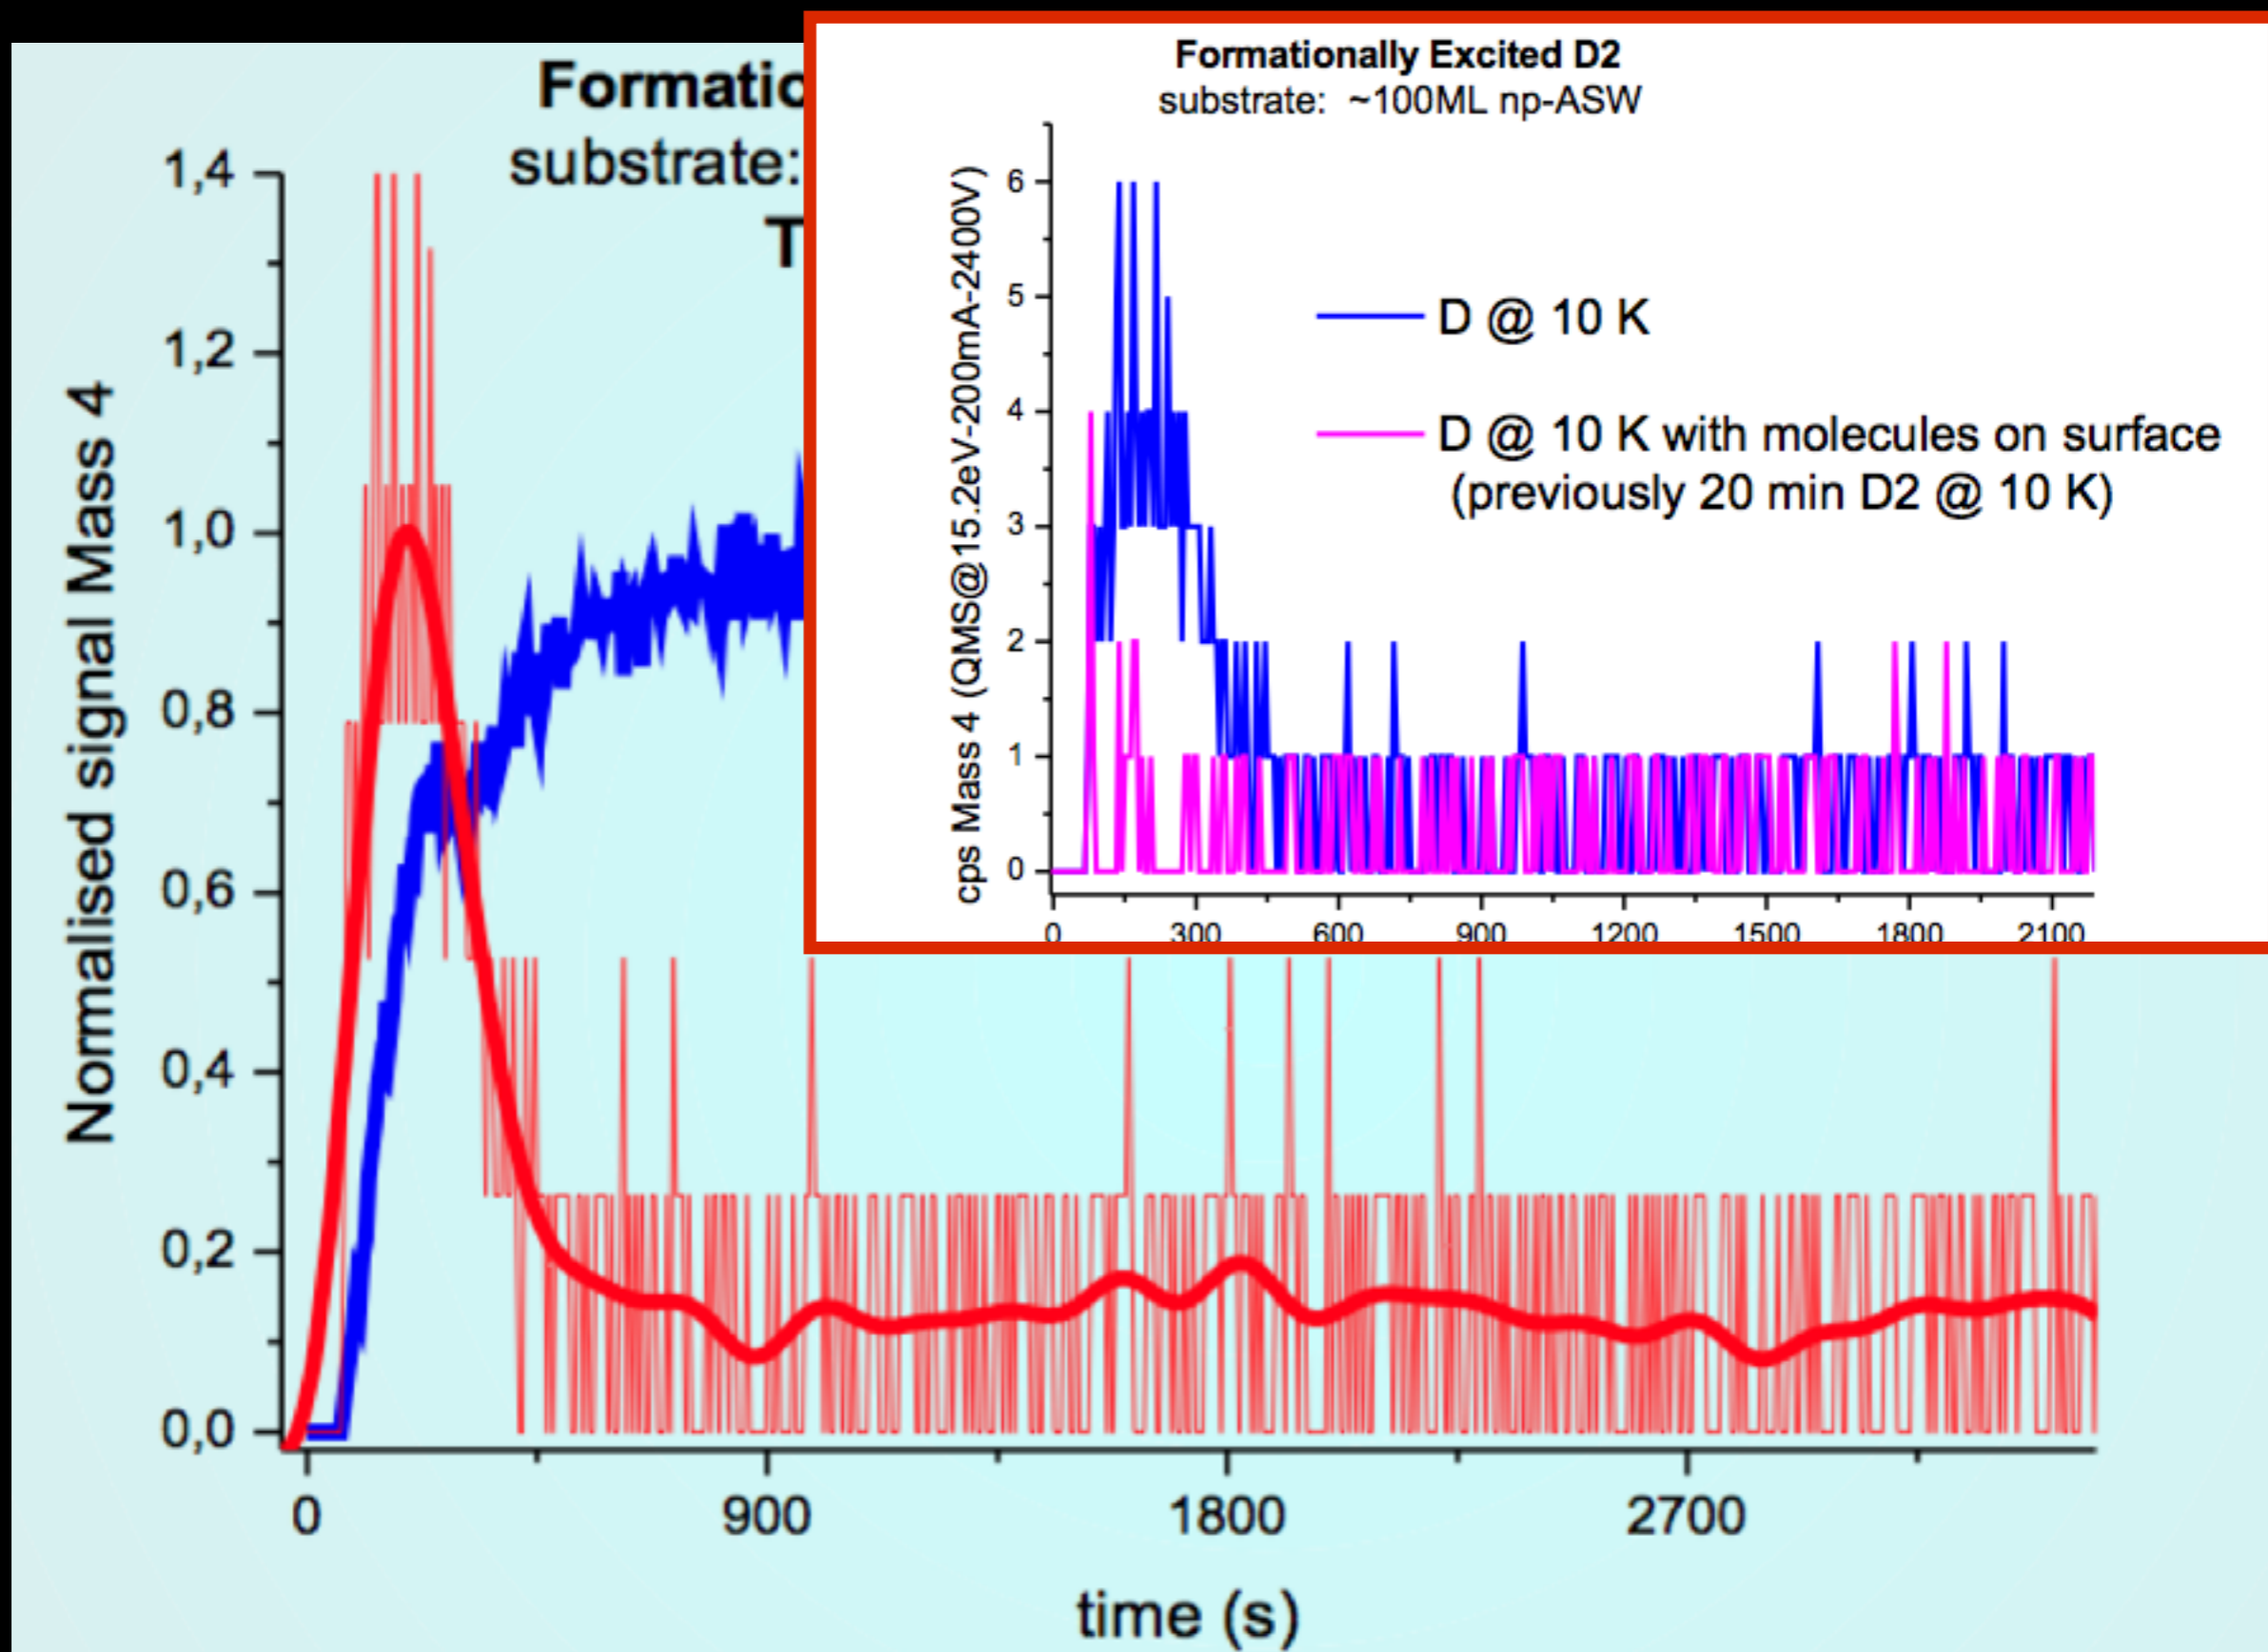 Formatio
substrate:
T
Normalised signal Mass 4
1,4
1,2
1,0
0,8
0,6
0,4
0,2
0,0
0 900 1800 2700
time (s)
Formationally Excited D2
substrate: ~100ML np-ASW
cps Mass 4 (QMS@15.2eV-200mA-2400V)
6
5
4
3
2
1
0
D @ 10 K
D @ 10 K with molecules on surface
(previously 20 min D2 @ 10 K)
0 300 600 900 1200 1500 1800 2100